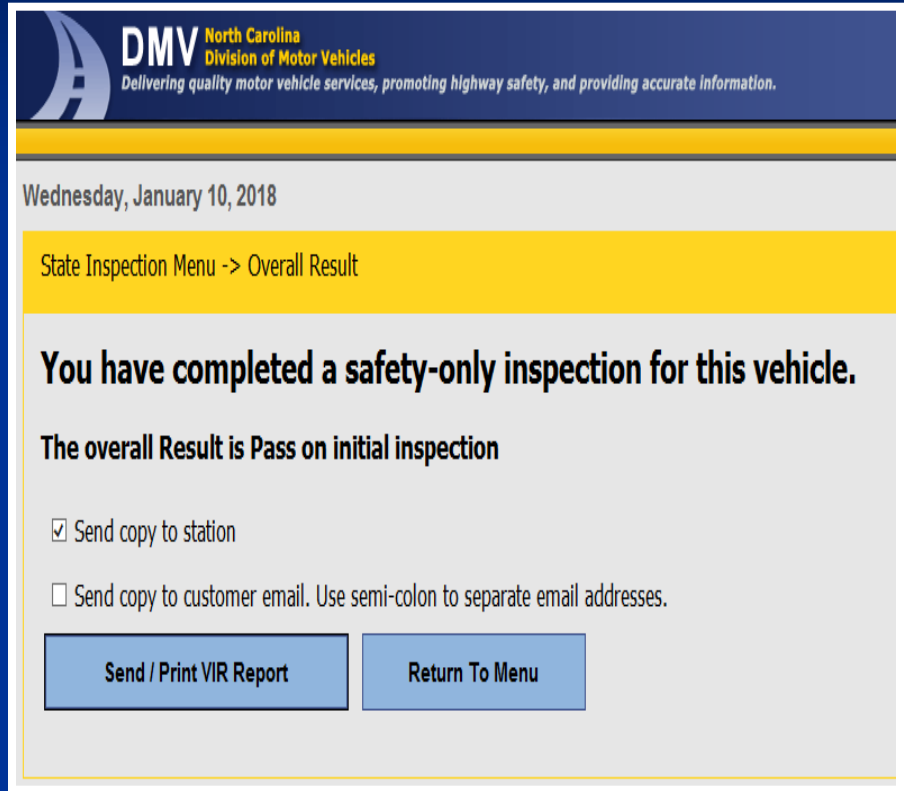 DMV North Carolina
Division of Motor Vehicles
Delivering quality motor vehicle services, promoting highway safety, and providing accurate information.
Wednesday, January 10, 2018
State Inspection Menu -> Overall Result
You have completed a safety-only inspection for this vehicle.
The overall Result is Pass on initial inspection
Send copy to station
Send copy to customer email. Use semi-colon to separate email addresses.
Send / Print VIR Report
Return To Menu